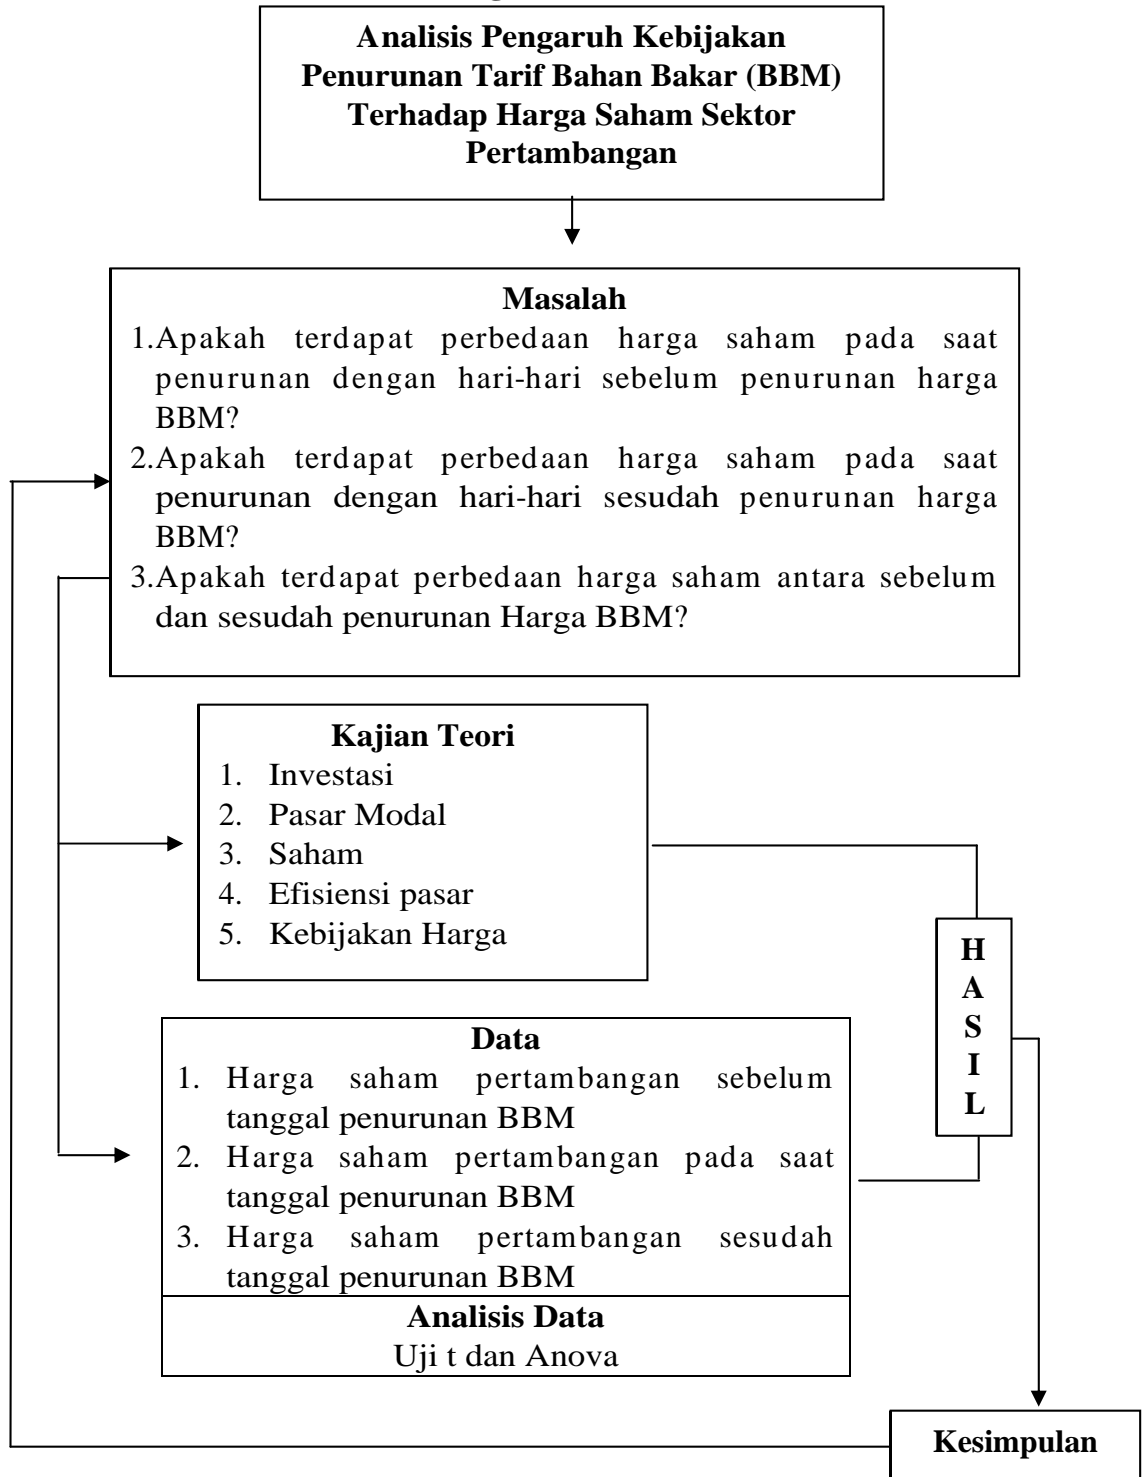 Analisis Pengaruh Kebijakan
Penurunan Tarif Bahan Bakar (BBM)
Terhadap Harga Saham Sektor
Pertambangan
Masalah
1.Apakah terdapat perbedaan harga saham pada saat
penurunan dengan hari-hari sebelum penurunan harga
BBM?
2.Apakah terdapat perbedaan harga saham pada saat
penurunan dengan hari-hari sesudah penurunan harga
BBM?
3.Apakah terdapat perbedaan harga saham antara sebelum
dan sesudah penurunan Harga BBM?
Kajian Teori
1. Investasi
2. Pasar Modal
3. Saham
4. Efisiensi pasar
5. Kebijakan Harga
H
A
S
I
L
Data
1. Harga saham pertambangan sebelum
tanggal penurunan BBM
2. Harga saham pertambangan pada saat
tanggal penurunan BBM
3. Harga saham pertambangan sesudah
tanggal penurunan BBM
Analisis Data
Uji t dan Anova
Kesimpulan